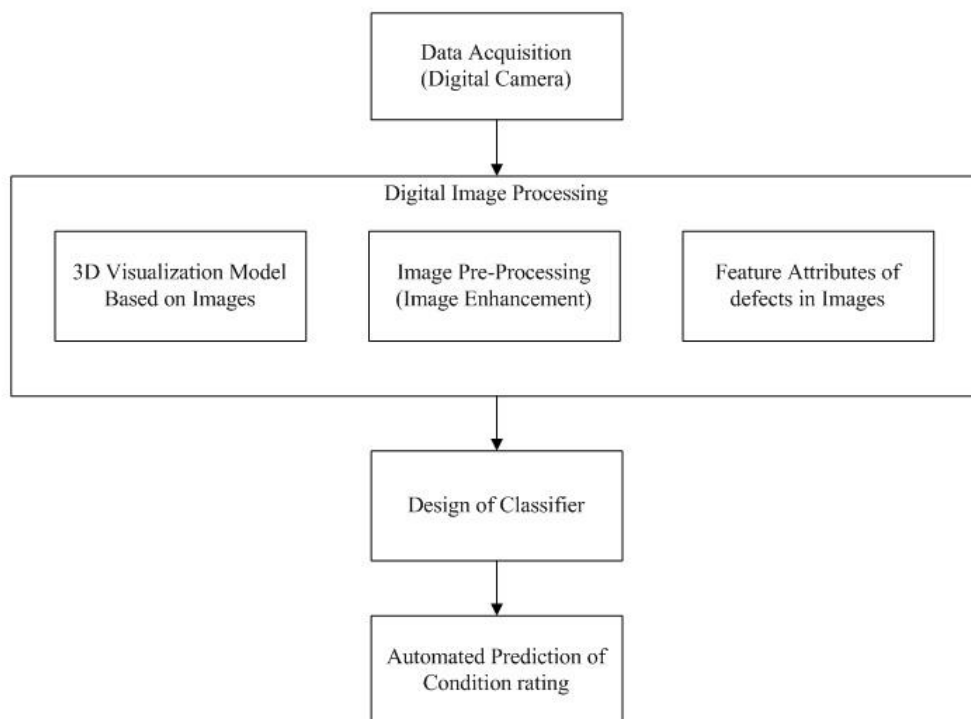 Data Acquisition
(Digital Camera)
Digital Image Processing
3D Visualization Model
Based on Images
Image Pre-Processing
(Image Enhancement)
Feature Attributes of
defects in Images
Design of Classifier
Automated Prediction of
Condition rating